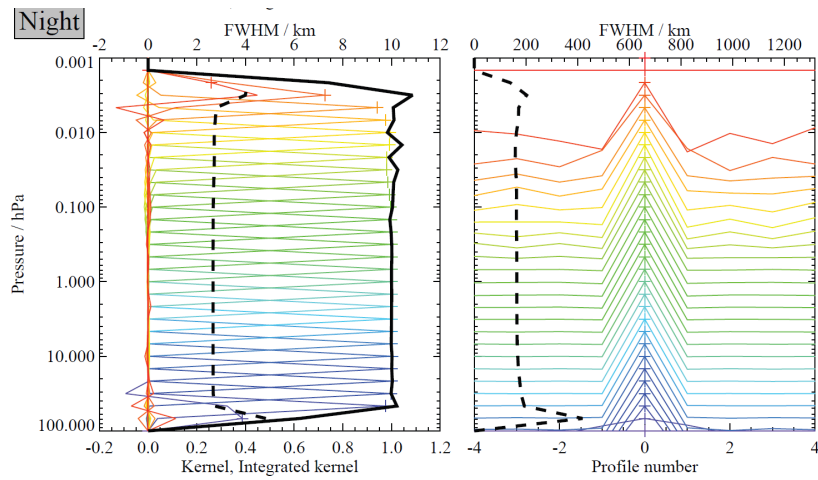 Night
FWHM / km
FWHM / km
-2 0 2 4 6 8 10 12
0 200 400 600 800 1000 1200
0.001
0.010
0.100
1.000
10.000
100.000
Pressure / hPa
-0.2 0.0 0.2 0.4 0.6 0.8 1.0 1.2
-4 -2 0 2 4
Kernel, Integrated kernel
Profile number